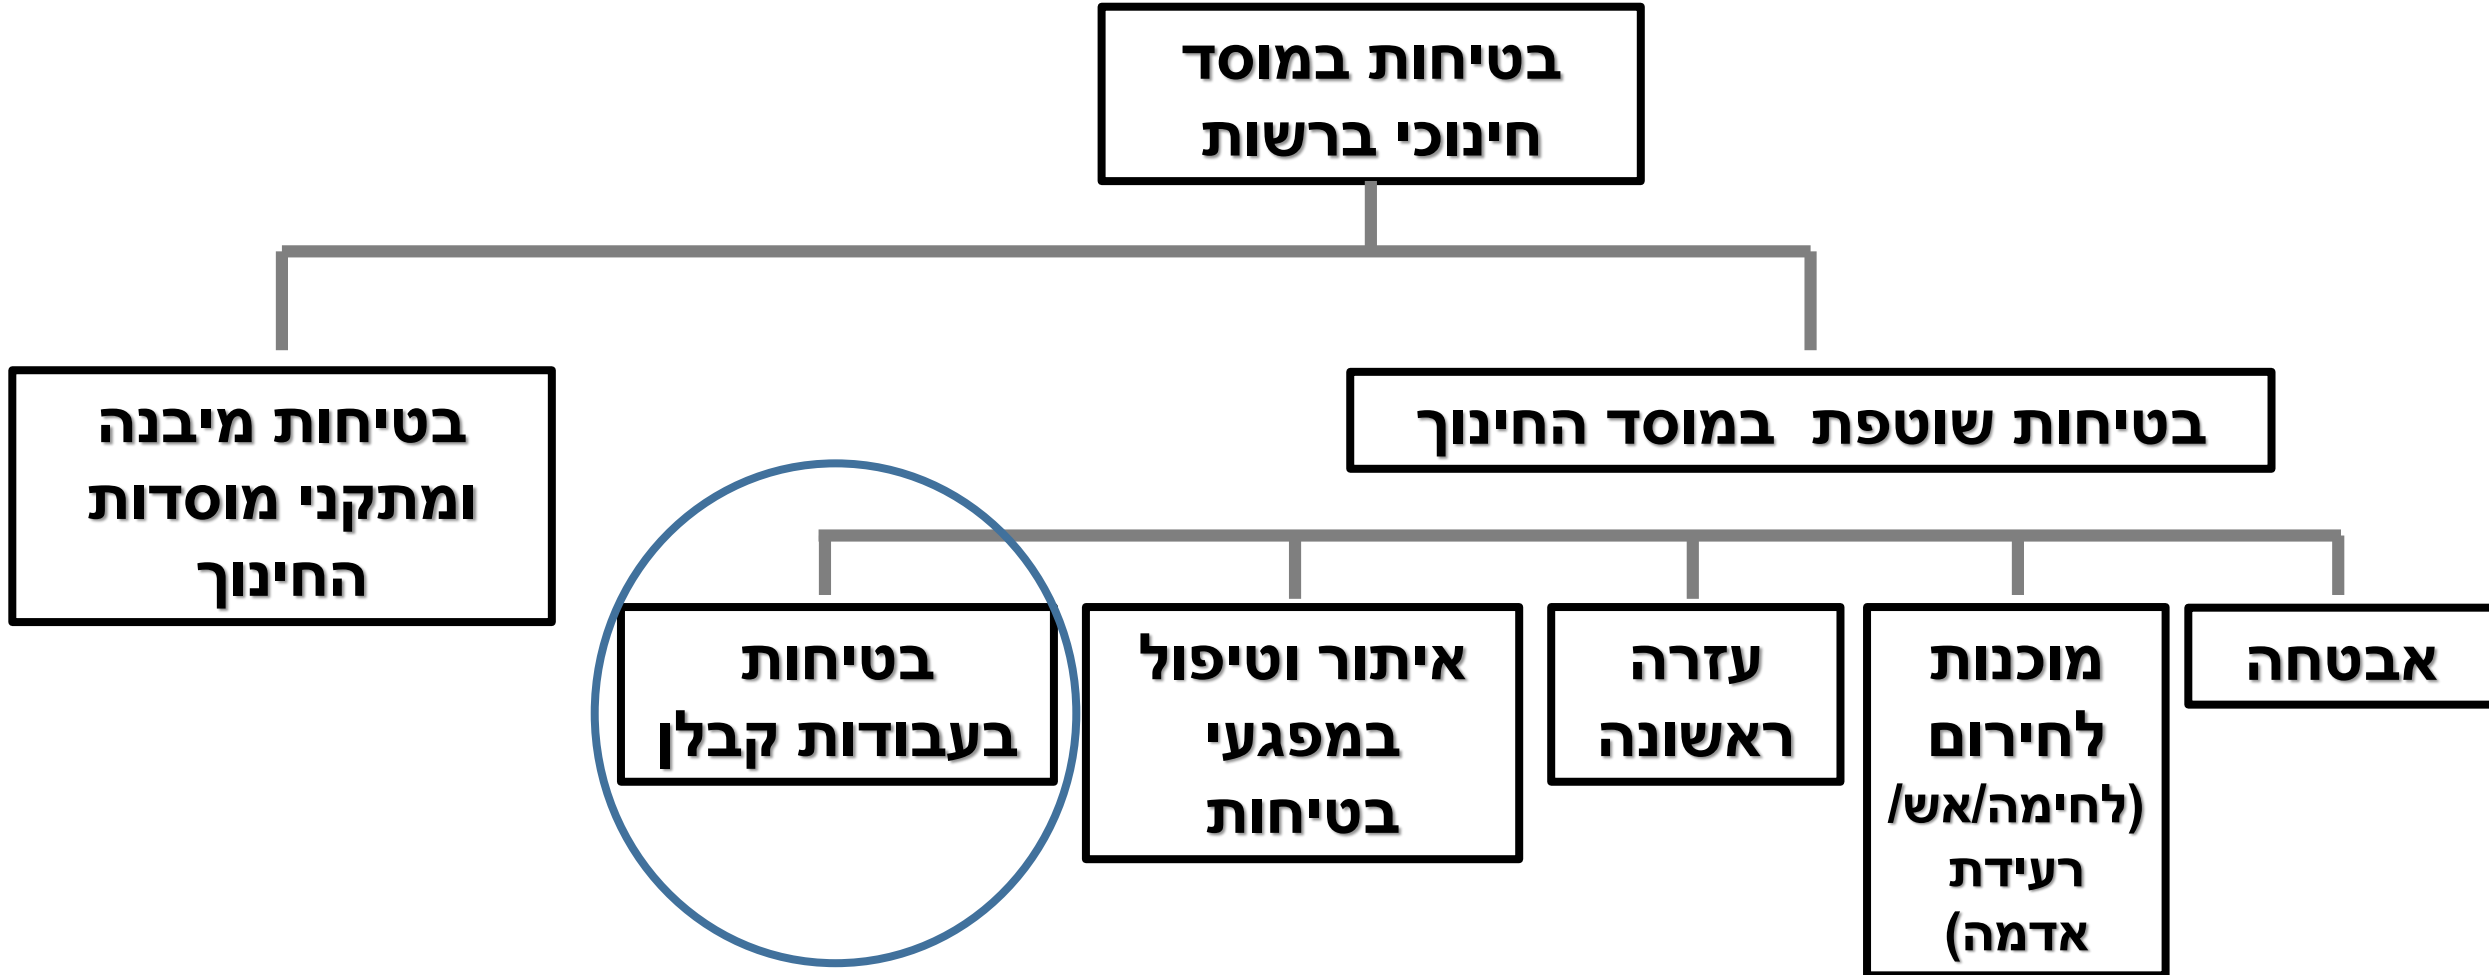 בטיחות במוסד
חינוכי ברשות
בטיחות שוטפת במוסד החינוך
בטיחות מיבנה
ומתקני מוסדות
החינוך
אבטחה
מוכנות
לחירום
(לחימה/אש/
רעידת
אדמה)
עזרה
ראשונה
איתור וטיפול
במפגעי
בטיחות
בטיחות
בעבודות קבלן